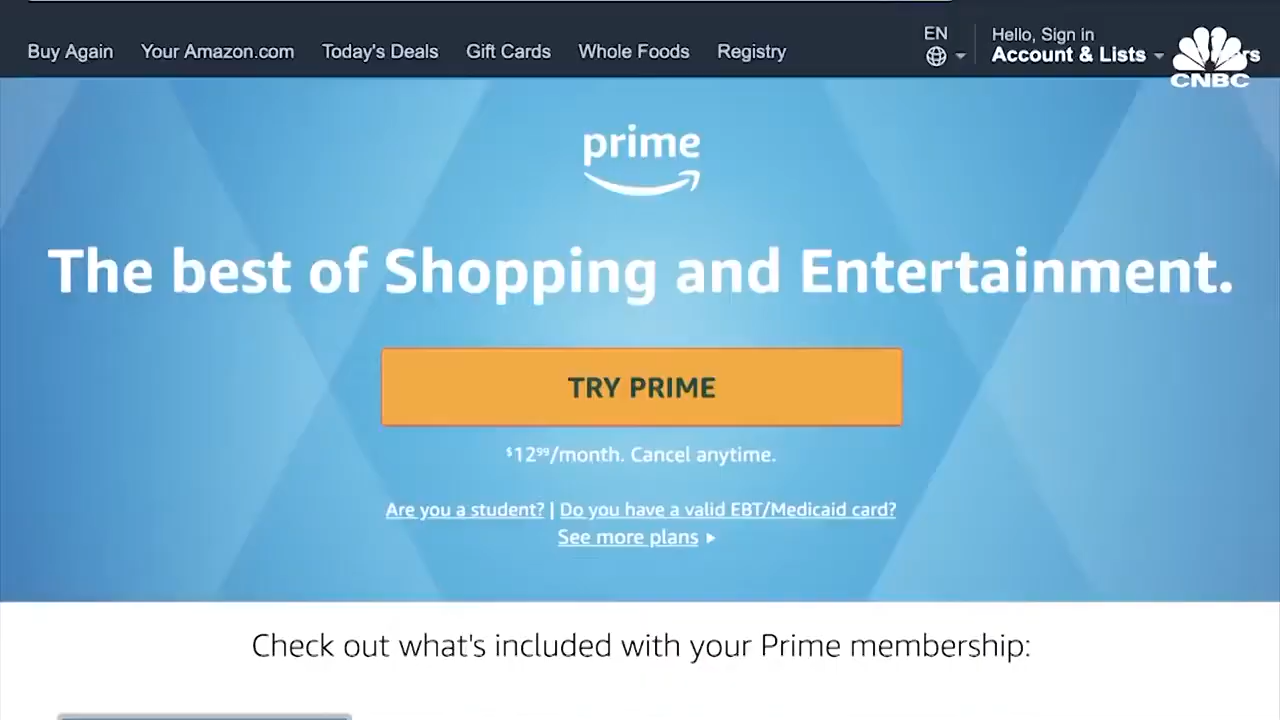 Buy Again Your Amazon.com Today's Deals Gift Cards Whole Foods Registry
EN
Hello, Sign in
Account & Lists
CNBC
prime
The best of Shopping and Entertainment.
TRY PRIME
$12⁹⁹/month. Cancel anytime.
Are you a student? | Do you have a valid EBT/Medicaid card?
See more plans
Check out what's included with your Prime membership: